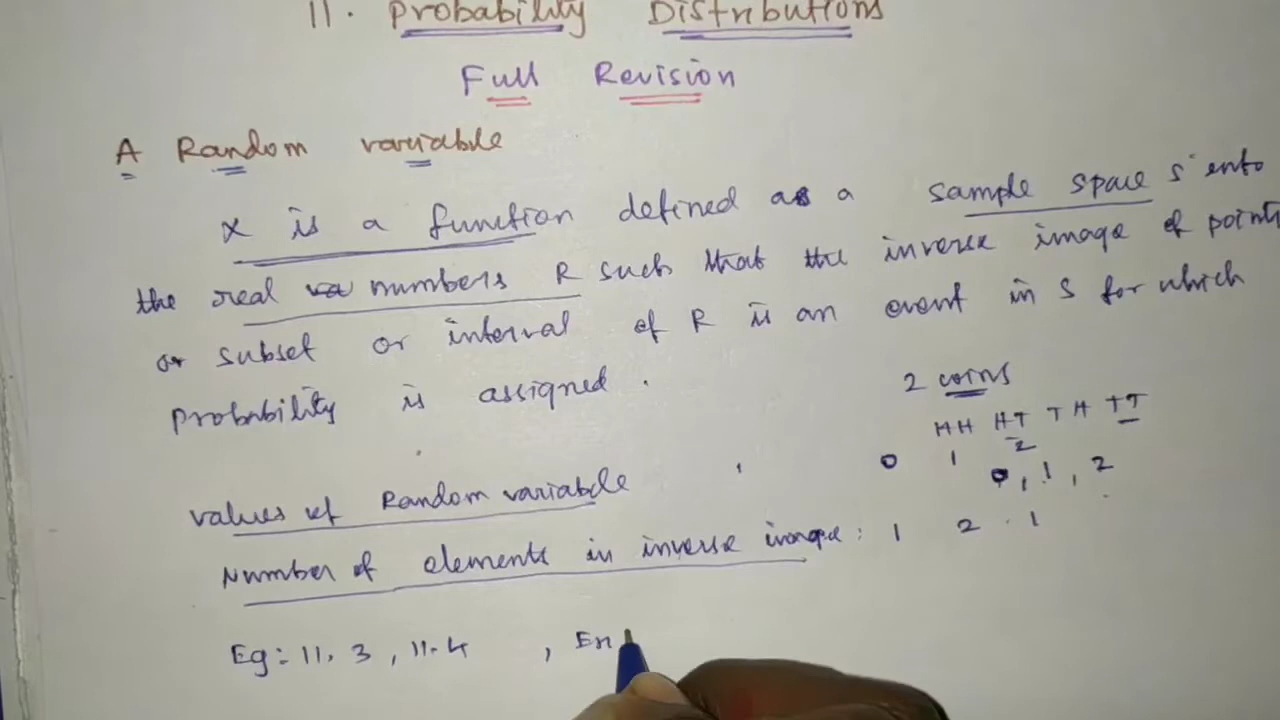 11. Probability Distributions
Full Revision
A Random variable
X is a function defined as a sample space S into
the real numbers R such that the inverse image of points
or subset or interval of R is an event in S for which
probability is assigned.
2 coins
HH HT TH TT
values of Random variable 0 1 2
0, 1, 2
Number of elements in inverse image: 1 2 1
Eg: 11.3, 11.4, Ex